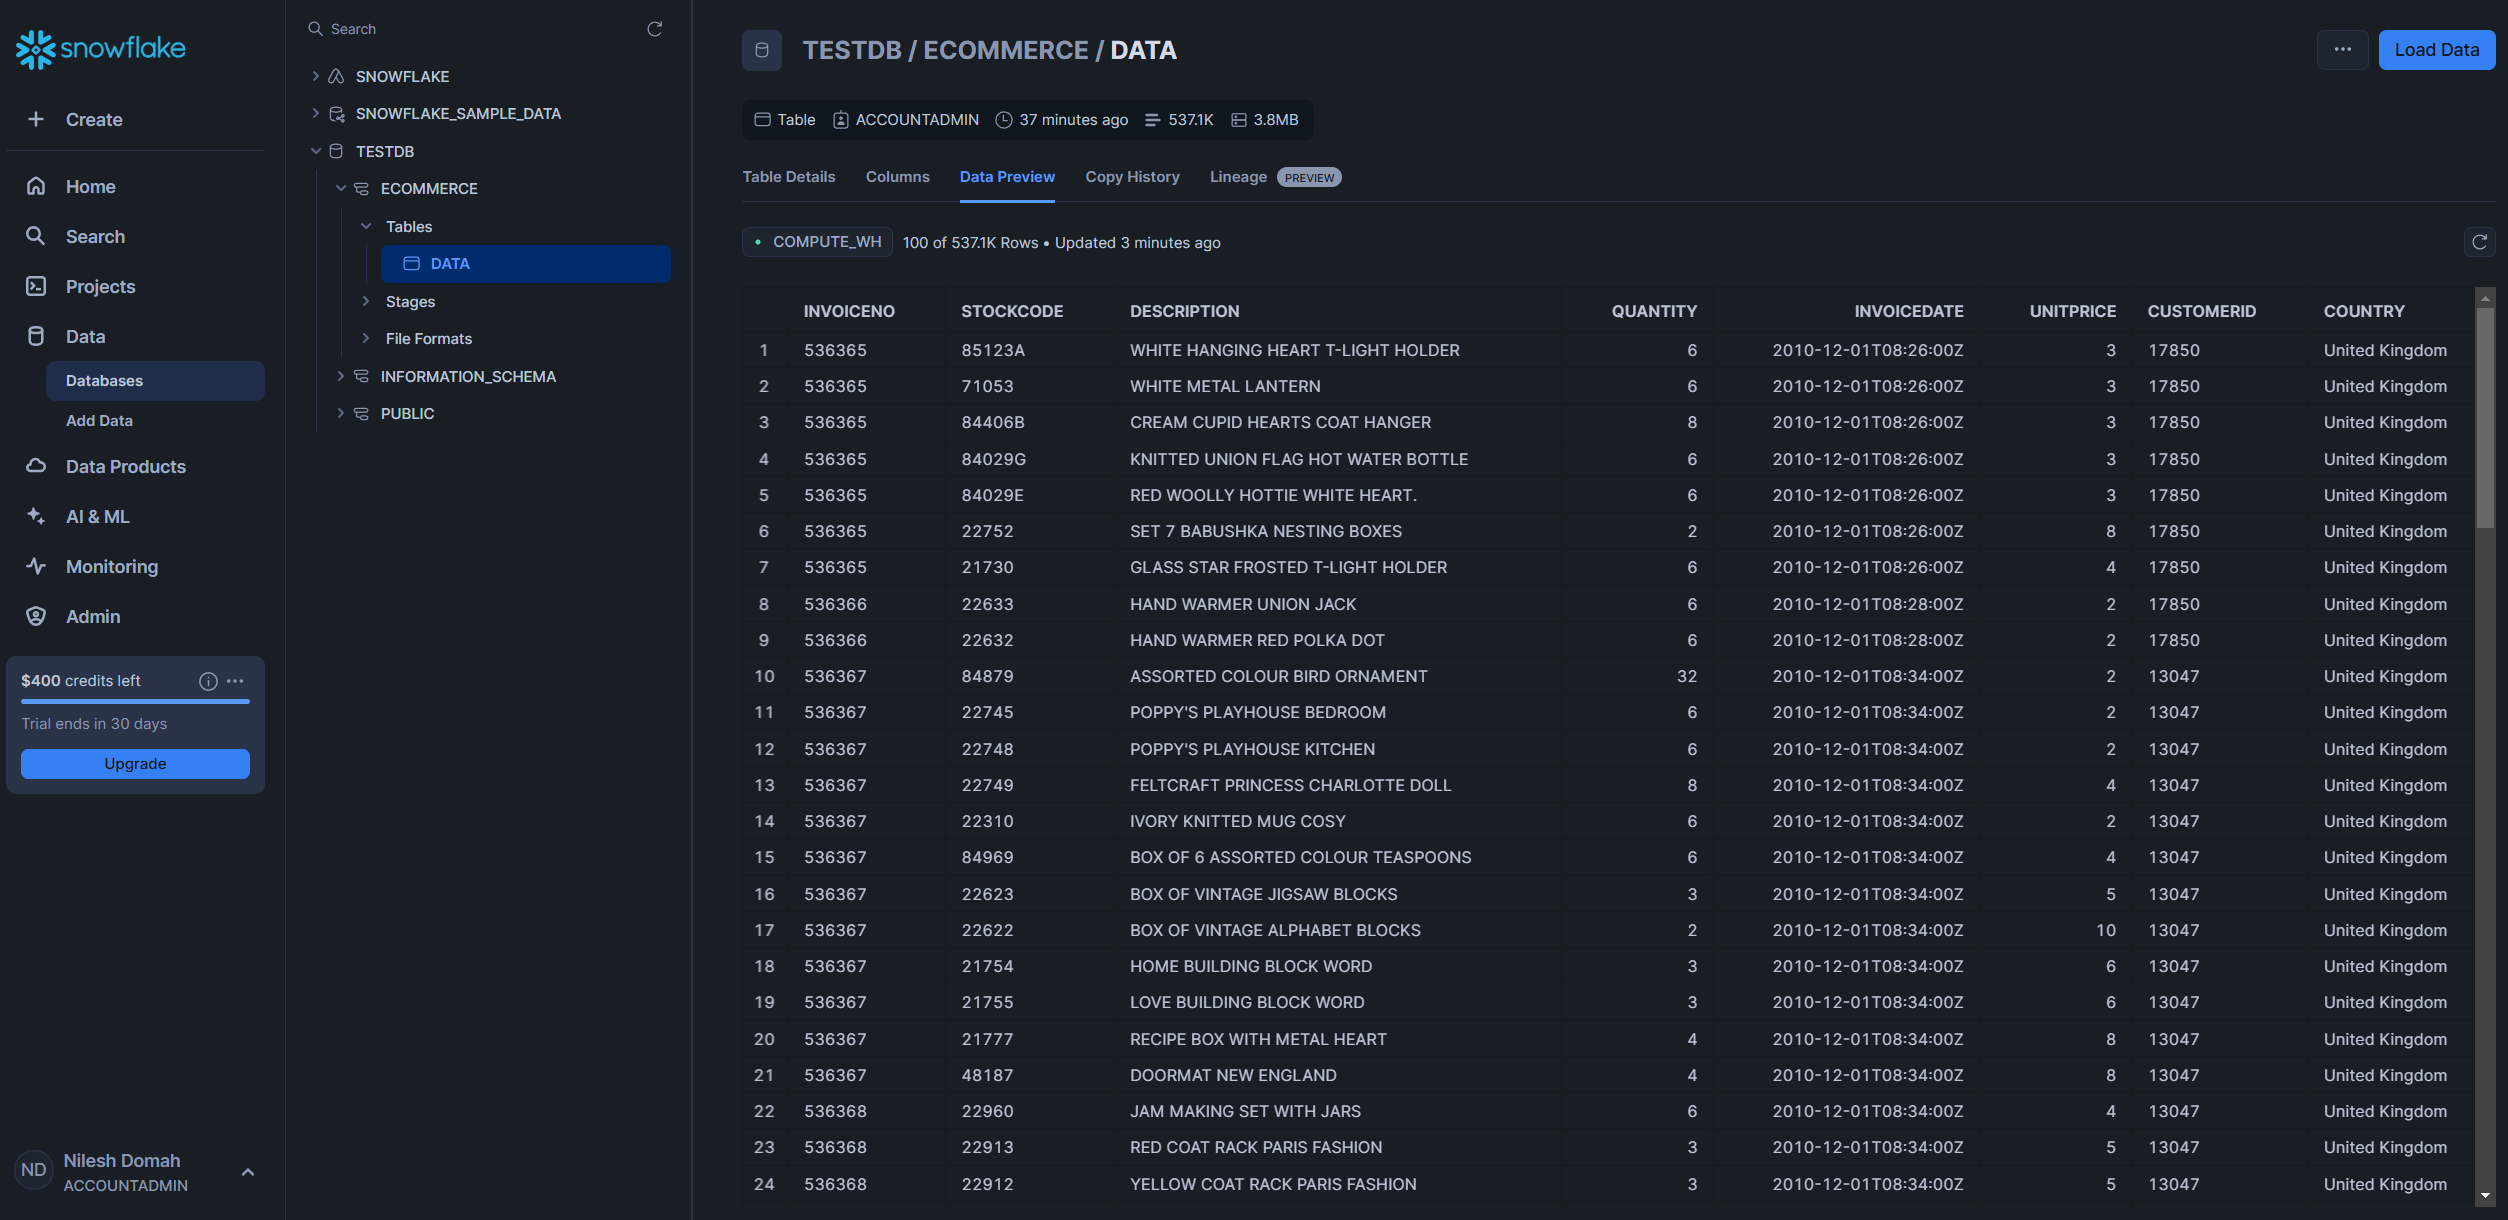 snowflake
Create
Home
Search
Projects
Data
Databases
Add Data
Data Products
AI & ML
Monitoring
Admin
$400 credits left
Trial ends in 30 days
Upgrade
ND
Nilesh Domah
ACCOUNTADMIN
Search
SNOWFLAKE
SNOWFLAKE_SAMPLE_DATA
TESTDB
ECOMMERCE
Tables
DATA
Stages
File Formats
INFORMATION_SCHEMA
PUBLIC
TESTDB / ECOMMERCE / DATA
... Load Data
Table ACCOUNTADMIN 37 minutes ago 537.1K 3.8MB
Table Details Columns Data Preview Copy History Lineage PREVIEW
COMPUTE_WH 100 of 537.1K Rows • Updated 3 minutes ago
INVOICENO STOCKCODE DESCRIPTION QUANTITY INVOICEDATE UNITPRICE CUSTOMERID COUNTRY
1 536365 85123A WHITE HANGING HEART T-LIGHT HOLDER 6 2010-12-01T08:26:00Z 3 17850 United Kingdom
2 536365 71053 WHITE METAL LANTERN 6 2010-12-01T08:26:00Z 3 17850 United Kingdom
3 536365 84406B CREAM CUPID HEARTS COAT HANGER 8 2010-12-01T08:26:00Z 3 17850 United Kingdom
4 536365 84029G KNITTED UNION FLAG HOT WATER BOTTLE 6 2010-12-01T08:26:00Z 3 17850 United Kingdom
5 536365 84029E RED WOOLLY HOTTIE WHITE HEART. 6 2010-12-01T08:26:00Z 3 17850 United Kingdom
6 536365 22752 SET 7 BABUSHKA NESTING BOXES 2 2010-12-01T08:26:00Z 8 17850 United Kingdom
7 536365 21730 GLASS STAR FROSTED T-LIGHT HOLDER 6 2010-12-01T08:26:00Z 4 17850 United Kingdom
8 536366 22633 HAND WARMER UNION JACK 6 2010-12-01T08:28:00Z 2 17850 United Kingdom
9 536366 22632 HAND WARMER RED POLKA DOT 6 2010-12-01T08:28:00Z 2 17850 United Kingdom
10 536367 84879 ASSORTED COLOUR BIRD ORNAMENT 32 2010-12-01T08:34:00Z 2 13047 United Kingdom
11 536367 22745 POPPY'S PLAYHOUSE BEDROOM 6 2010-12-01T08:34:00Z 2 13047 United Kingdom
12 536367 22748 POPPY'S PLAYHOUSE KITCHEN 6 2010-12-01T08:34:00Z 2 13047 United Kingdom
13 536367 22749 FELTCRAFT PRINCESS CHARLOTTE DOLL 8 2010-12-01T08:34:00Z 4 13047 United Kingdom
14 536367 22310 IVORY KNITTED MUG COSY 6 2010-12-01T08:34:00Z 2 13047 United Kingdom
15 536367 84969 BOX OF 6 ASSORTED COLOUR TEASPOONS 6 2010-12-01T08:34:00Z 4 13047 United Kingdom
16 536367 22623 BOX OF VINTAGE JIGSAW BLOCKS 3 2010-12-01T08:34:00Z 5 13047 United Kingdom
17 536367 22622 BOX OF VINTAGE ALPHABET BLOCKS 2 2010-12-01T08:34:00Z 10 13047 United Kingdom
18 536367 21754 HOME BUILDING BLOCK WORD 3 2010-12-01T08:34:00Z 6 13047 United Kingdom
19 536367 21755 LOVE BUILDING BLOCK WORD 3 2010-12-01T08:34:00Z 6 13047 United Kingdom
20 536367 21777 RECIPE BOX WITH METAL HEART 4 2010-12-01T08:34:00Z 8 13047 United Kingdom
21 536367 48187 DOORMAT NEW ENGLAND 4 2010-12-01T08:34:00Z 8 13047 United Kingdom
22 536368 22960 JAM MAKING SET WITH JARS 6 2010-12-01T08:34:00Z 4 13047 United Kingdom
23 536368 22913 RED COAT RACK PARIS FASHION 3 2010-12-01T08:34:00Z 5 13047 United Kingdom
24 536368 22912 YELLOW COAT RACK PARIS FASHION 3 2010-12-01T08:34:00Z 5 13047 United Kingdom